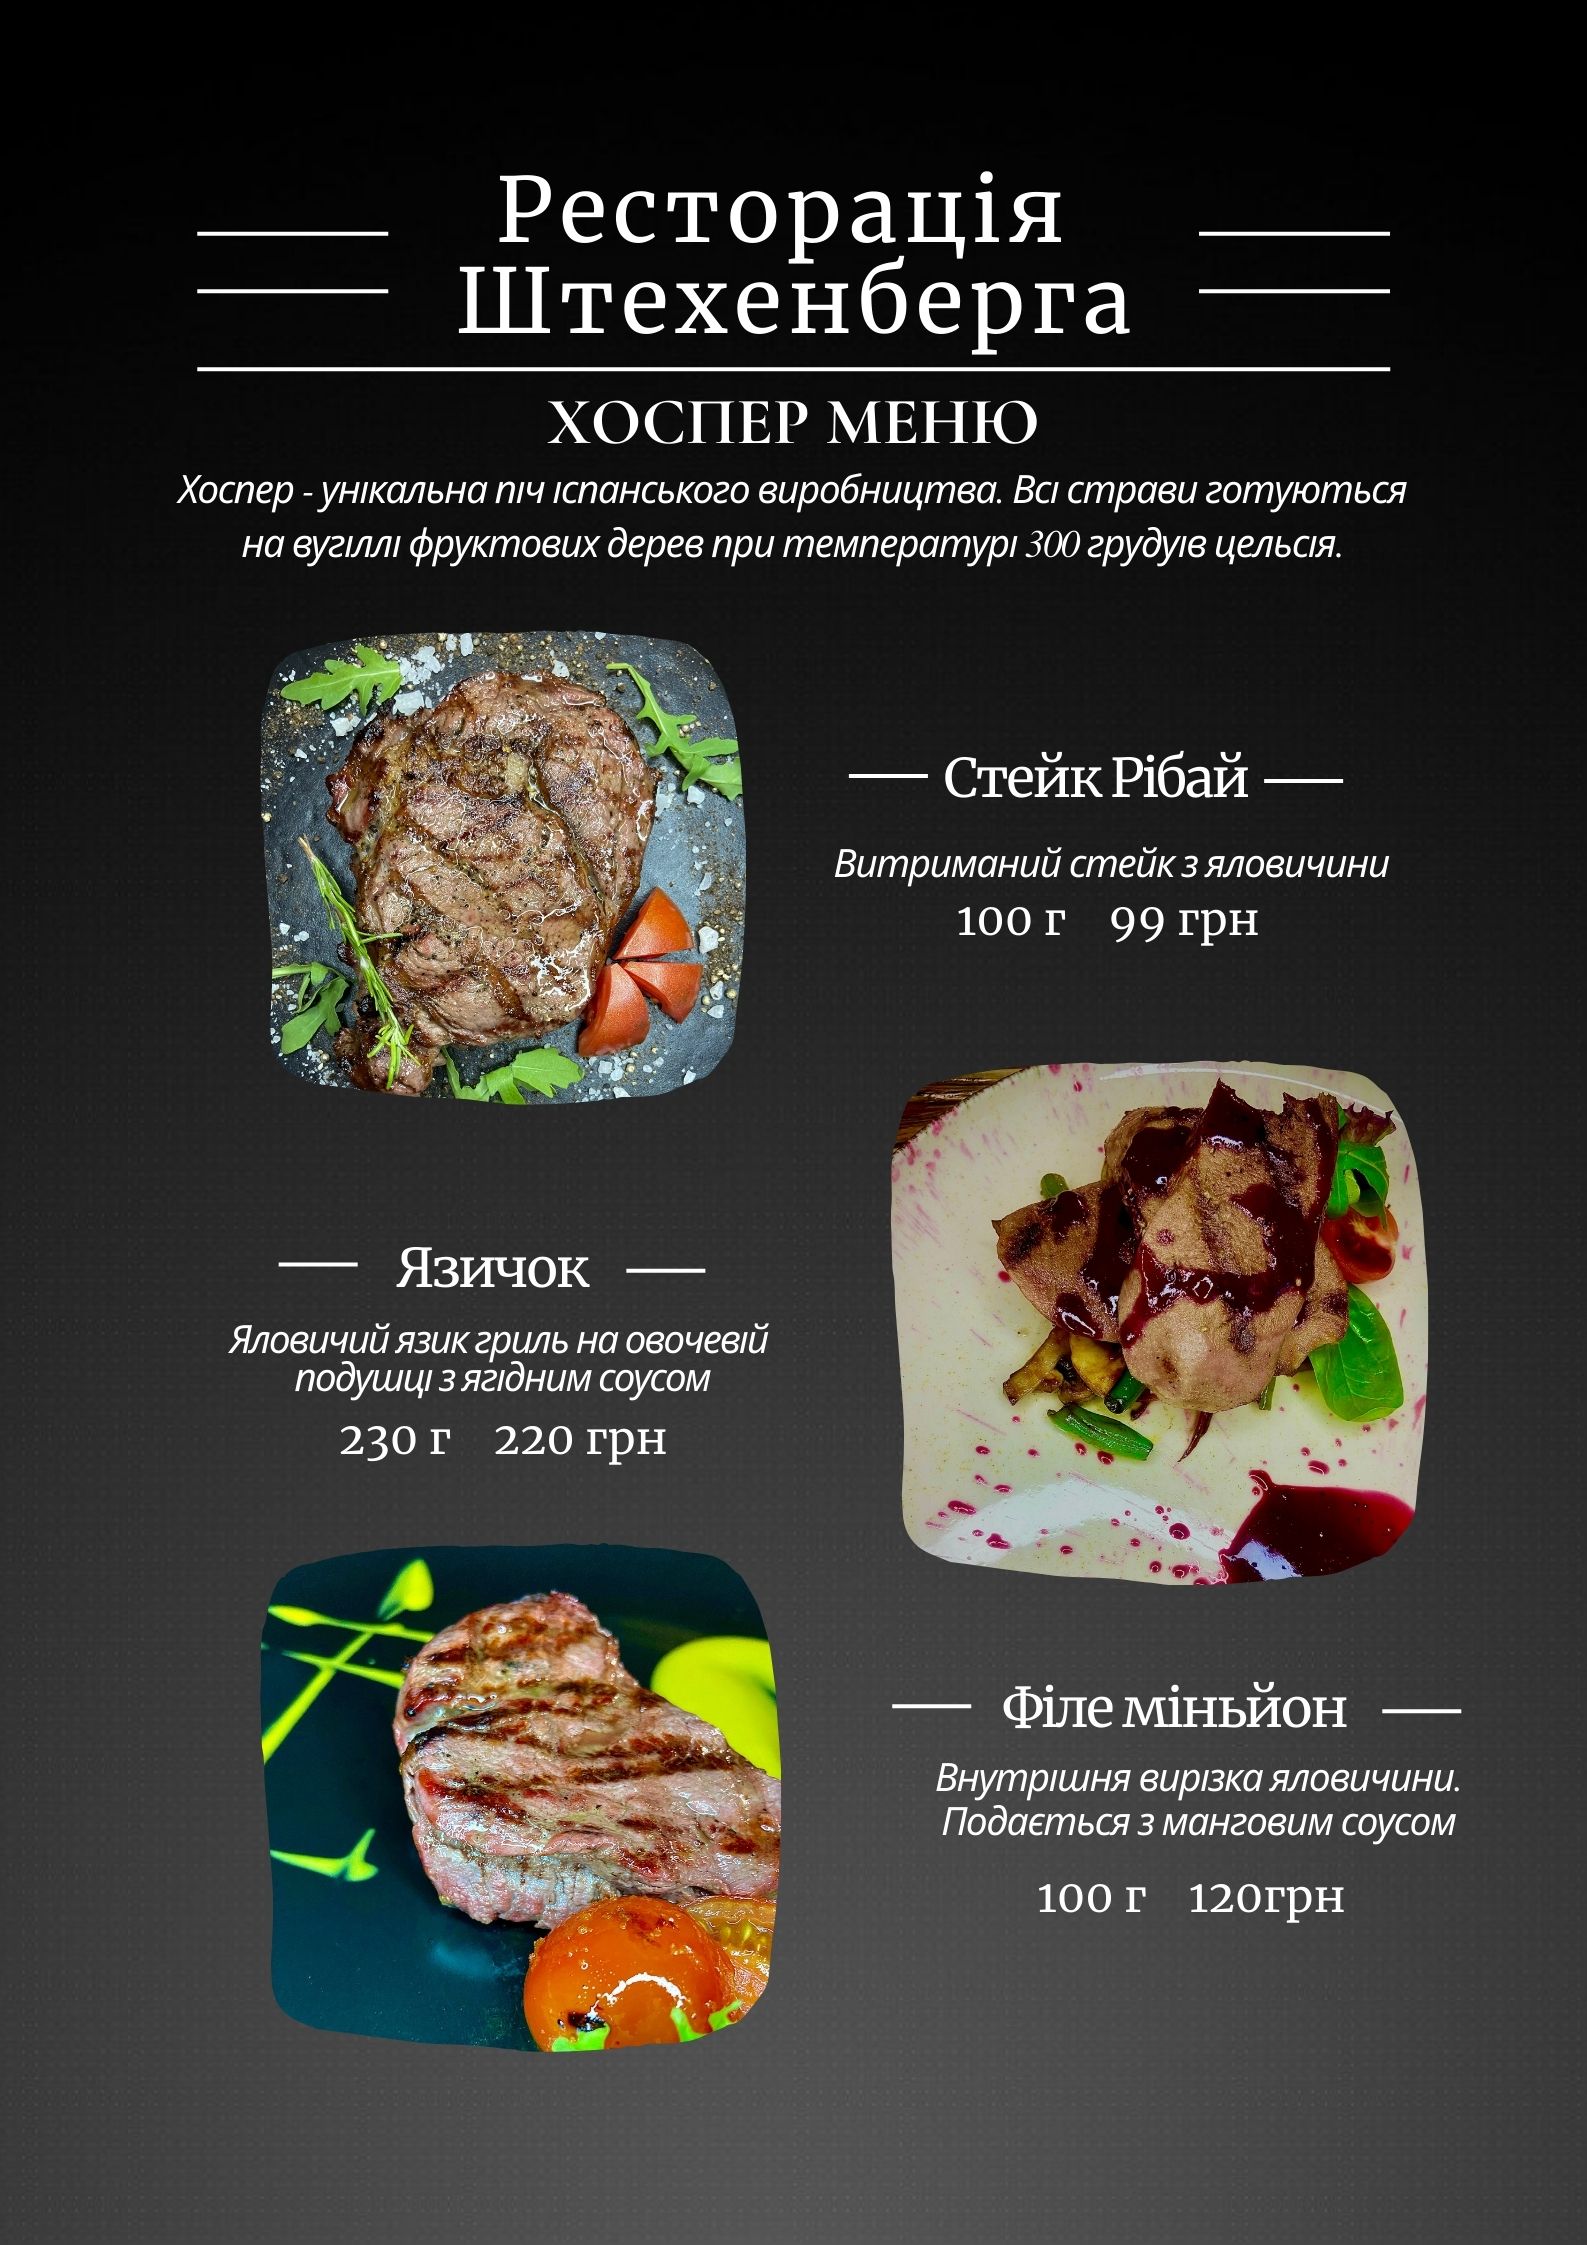 Ресторація
Штехенберга
ХОСПЕР МЕНЮ
Хоспер - унікальна піч іспанського виробництва. Всі страви готуються
на вугіллі фруктових дерев при температурі 300 грудуів цельсія.
Стейк Рібай
Витриманий стейк з яловичини
100 г 99 грн
Язичок
Яловичий язик гриль на овочевій
подушці з ягідним соусом
230 г 220 грн
Філе міньйон
Внутрішня вирізка яловичини.
Подається з манговим соусом
100 г 120грн